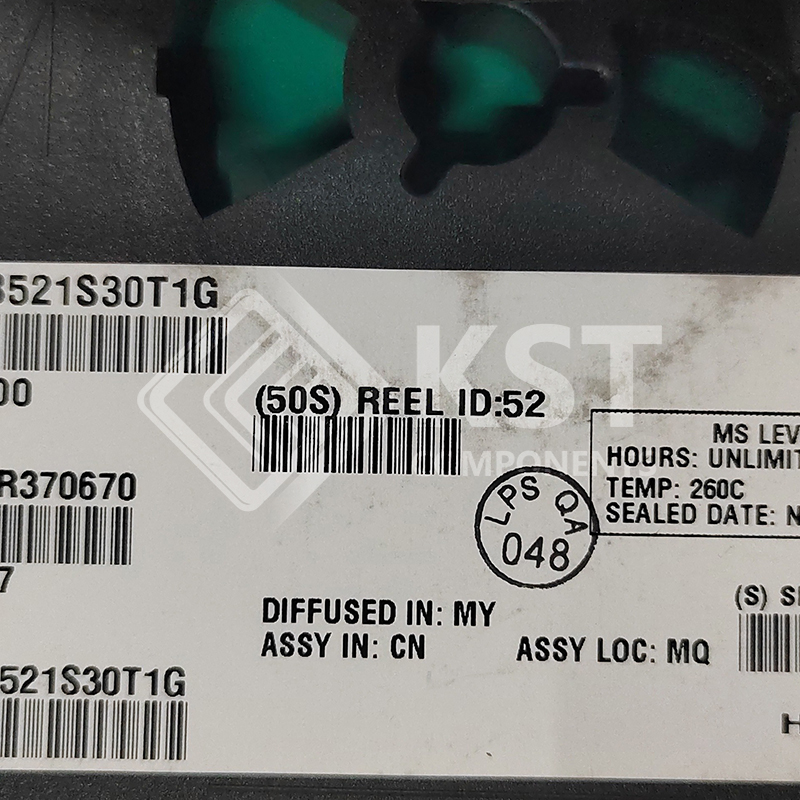 3521S30T1G
00
(50S) REEL ID:52
KST
COMPONENTS
MS LEV
HOURS: UNLIMIT
TEMP: 260C
SEALED DATE: N
R370670
LPS QA
048
7
DIFFUSED IN: MY
ASSY IN: CN
ASSY LOC: MQ
(S) S
521S30T1G
H